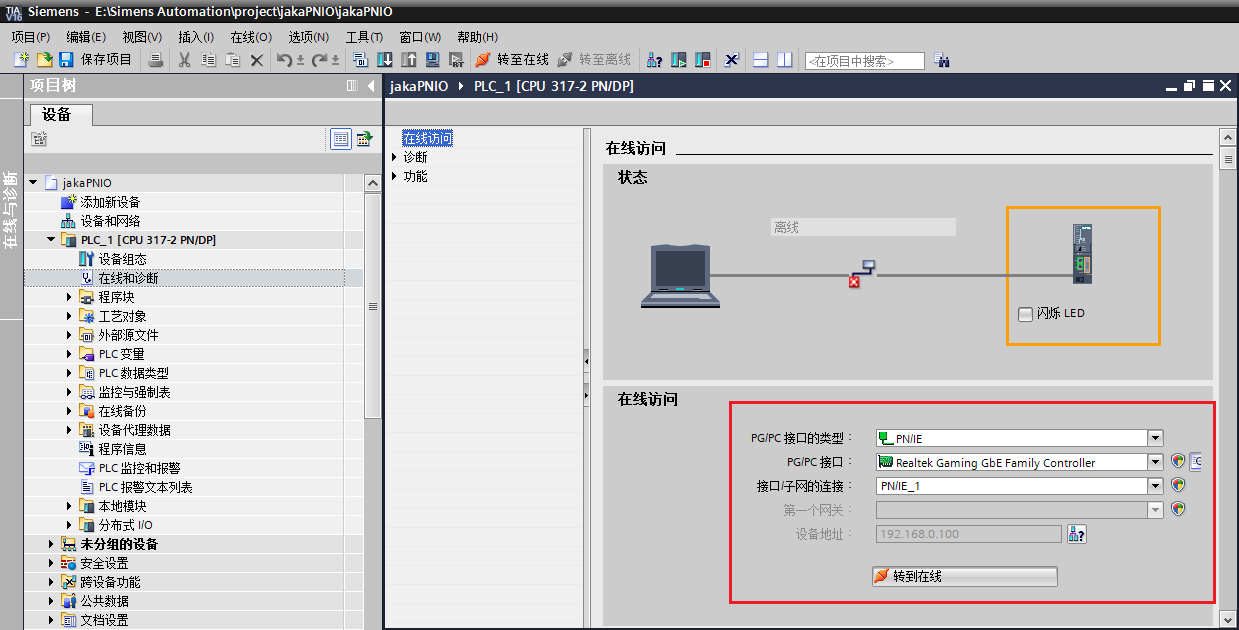 Siemens - E:\Simens Automation\project\jakaPNIO\jakaPNIO
项目(P) 编辑(E) 视图(V) 插入(I) 在线(O) 选项(N) 工具(T) 窗口(W) 帮助(H)
保存项目 转至在线 转至离线 <在项目中搜索>
项目树
设备
在线与诊断
jakaPNIO
添加新设备
设备和网络
PLC_1 [CPU 317-2 PN/DP]
设备组态
在线和诊断
程序块
工艺对象
外部源文件
PLC 变量
PLC 数据类型
监控与强制表
在线备份
设备代理数据
程序信息
PLC 监控和报警
PLC 报警文本列表
本地模块
分布式 I/O
未分组的设备
安全设置
跨设备功能
公共数据
文档设置
jakaPNIO PLC_1 [CPU 317-2 PN/DP]
在线访问
诊断
功能
在线访问
状态
离线
闪烁 LED
在线访问
PG/PC 接口的类型： PN/IE
PG/PC 接口： Realtek Gaming GbE Family Controller
接口/子网的连接： PN/IE_1
第一个网关：
设备地址： 192.168.0.100
转到在线